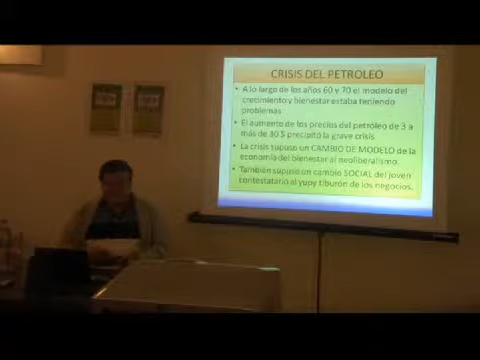 CRISIS DEL PETROLEO
• A lo largo de los años 60 y 70 el modelo del
crecimiento y bienestar estaba teniendo
problemas
• El aumento de los precios del petróleo de 3 a
más de 30 $ precipitó la grave crisis
• La crisis supuso un CAMBIO DE MODELO de la
economía del bienestar al neoliberalismo.
• También supuso un cambio SOCIAL del joven
contestatario al yupy tiburón de los negocios.